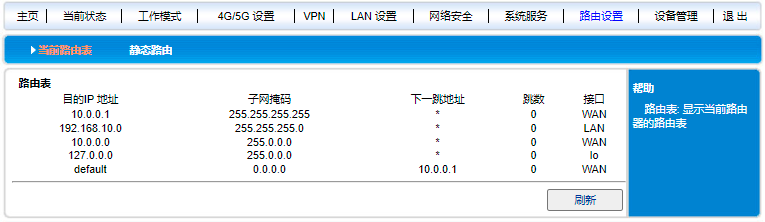 主页 当前状态 工作模式 4G/5G 设置 VPN LAN 设置 网络安全 系统服务 路由设置 设备管理 退 出
当前路由表 静态路由
路由表
目的IP 地址 子网掩码 下一跳地址 跳数 接口
10.0.0.1 255.255.255.255 * 0 WAN
192.168.10.0 255.255.255.0 * 0 LAN
10.0.0.0 255.0.0.0 * 0 WAN
127.0.0.0 255.0.0.0 * 0 lo
default 0.0.0.0 10.0.0.1 0 WAN
刷新
帮助
路由表: 显示当前路由
器的路由表